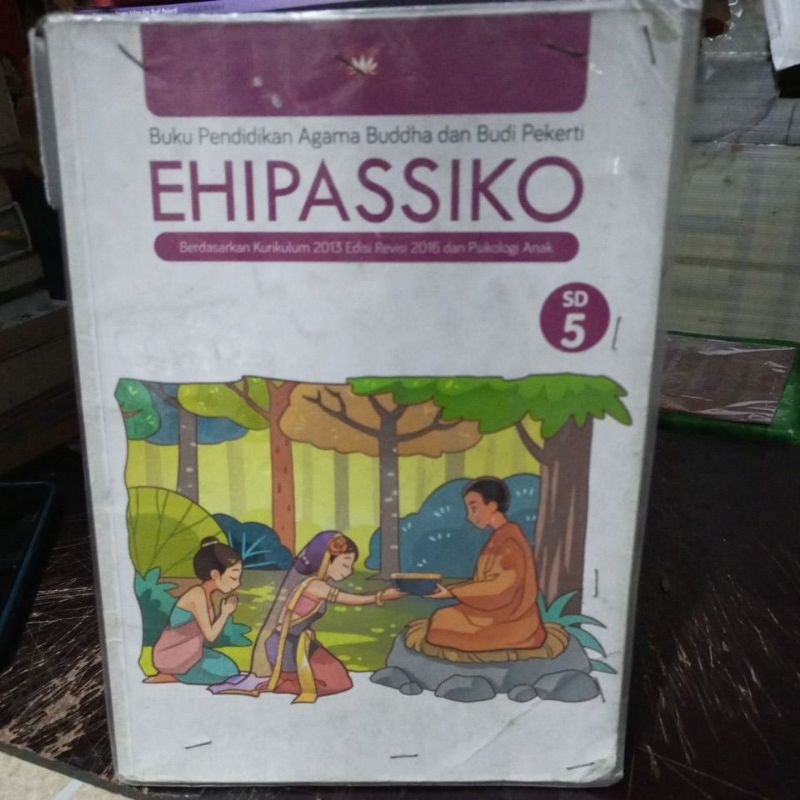 Buku Pendidikan Agama Buddha dan Budi Pekerti
EHIPASSIKO
Berdasarkan Kurikulum 2013 Edisi Revisi 2016 dan Psikologi Anak
SD
5